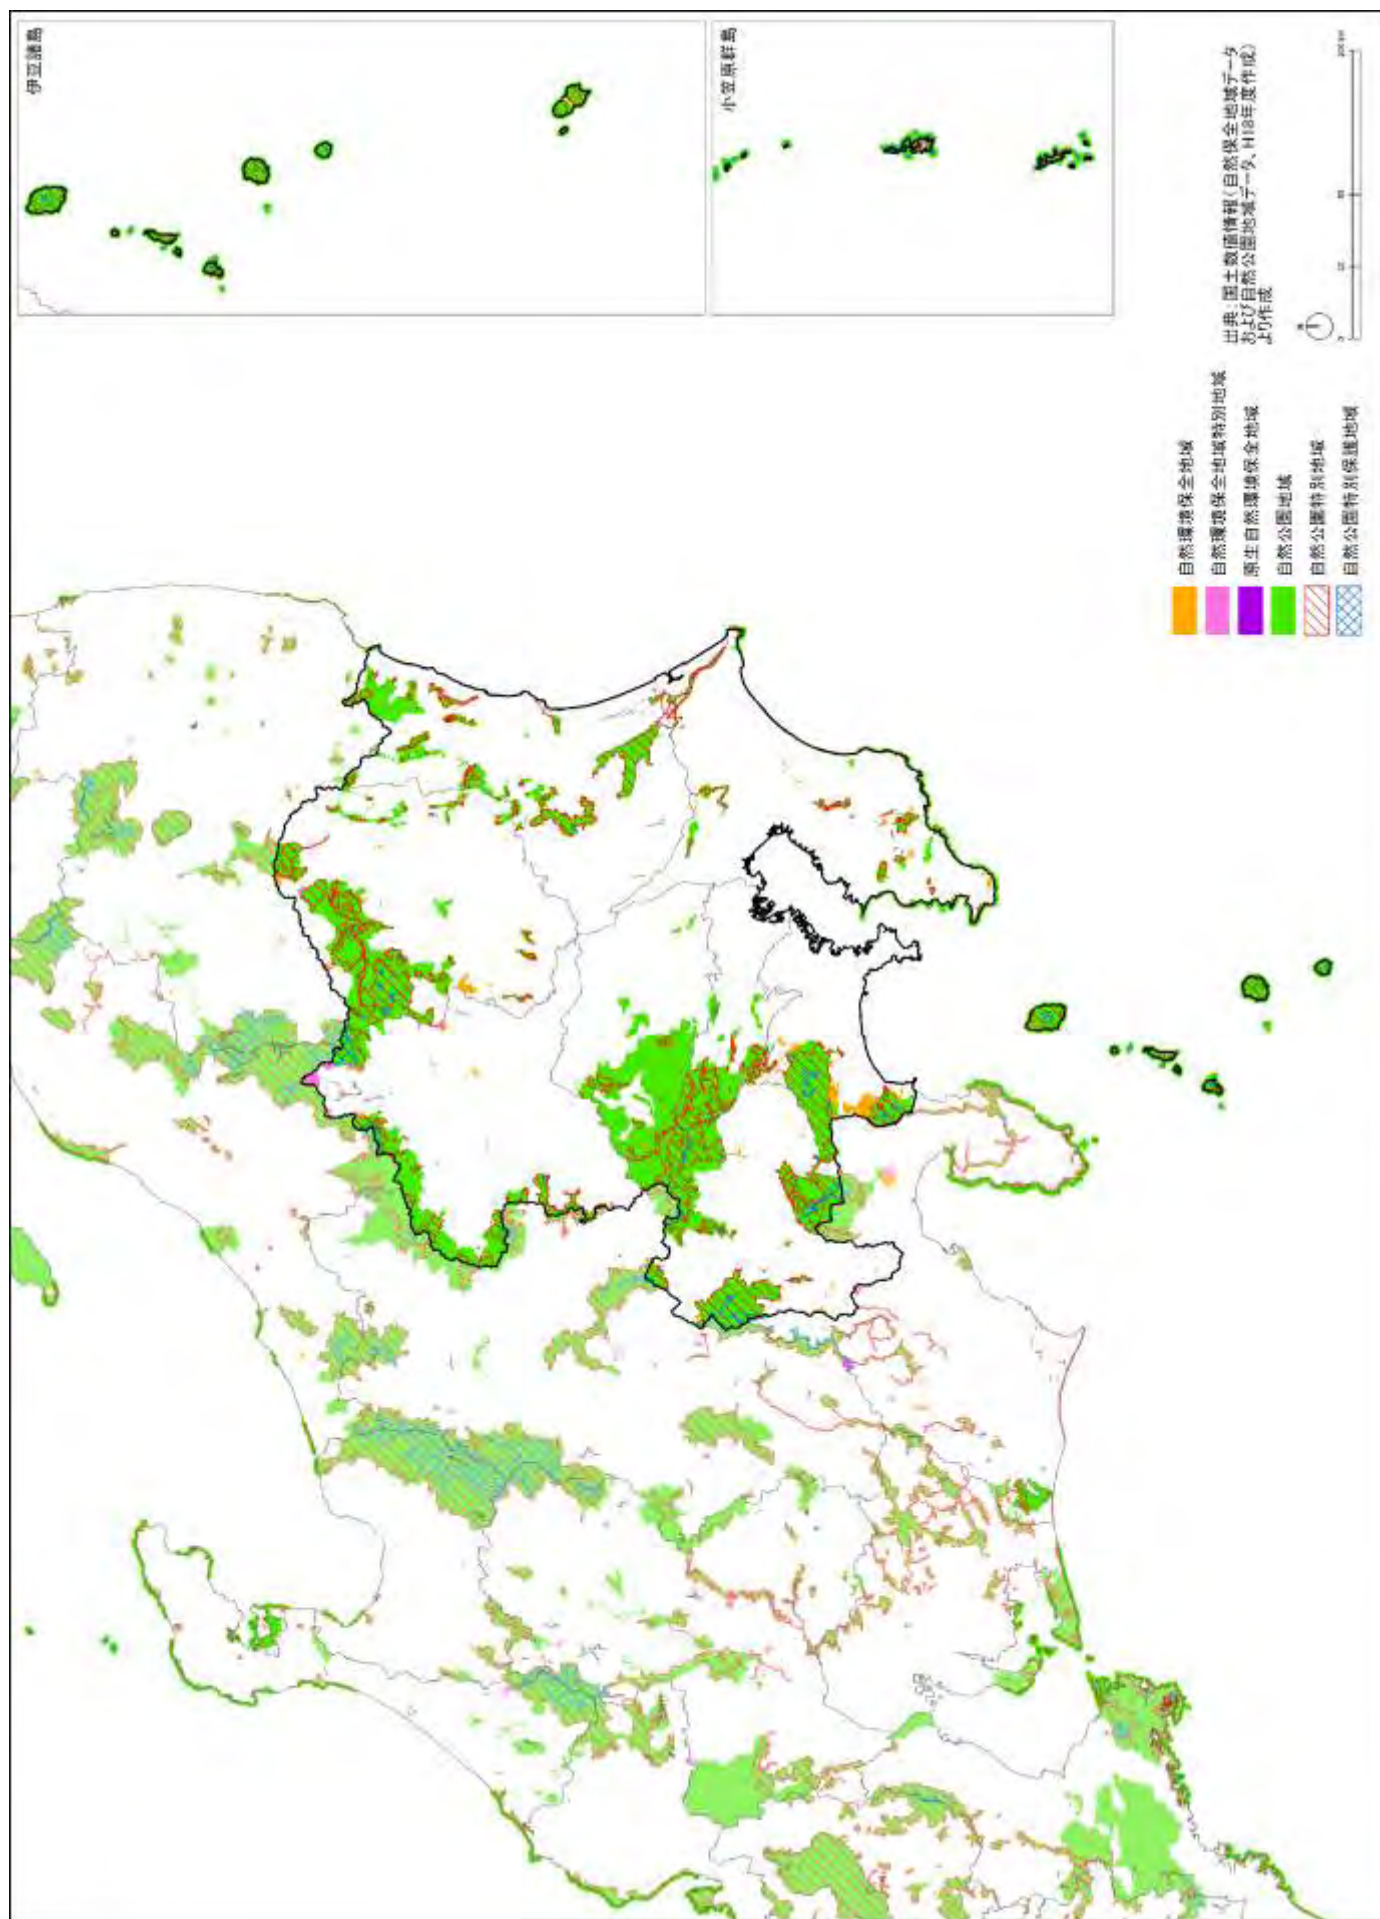 伊豆諸島
小笠原群島
自然環境保全地域
自然環境保全地域特別地域
原生自然環境保全地域
自然公園地域
自然公園特別地域
自然公園特別保護地域
出典:国土数値情報(自然保全地域データ
および自然公園地域データ、H18年度作成)
より作成
0